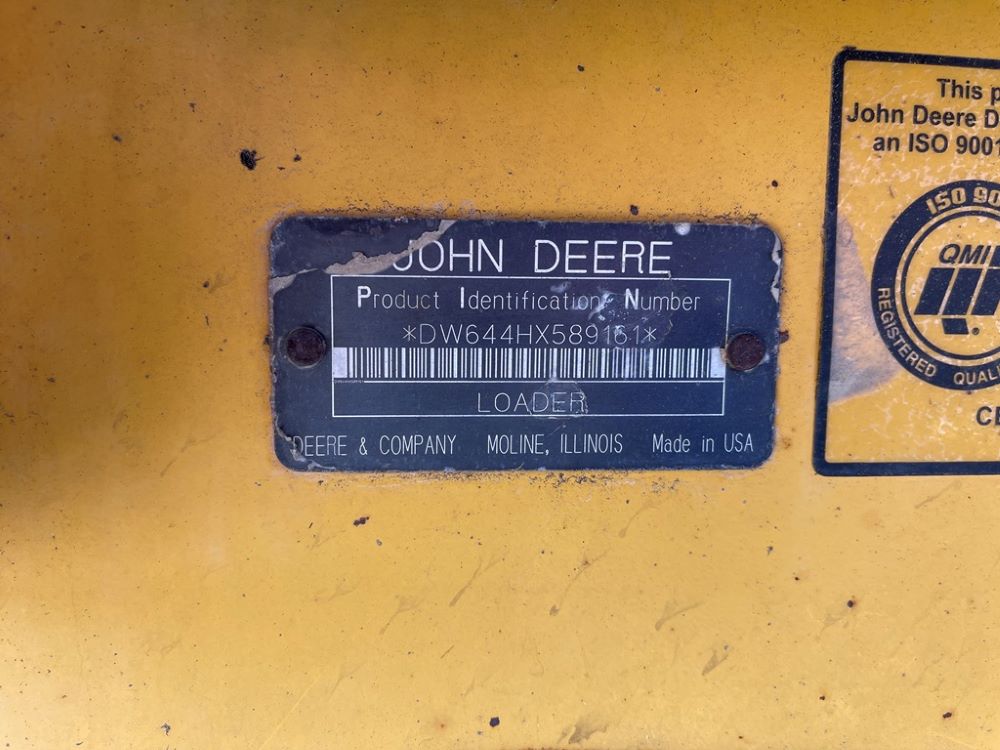 JOHN DEERE
Product Identification Number
*DW644HX589161*
LOADER
DEERE & COMPANY MOLINE, ILLINOIS Made in USA
This p
John Deere D
an ISO 9001
ISO 90
QMI
REGISTERED QUAL